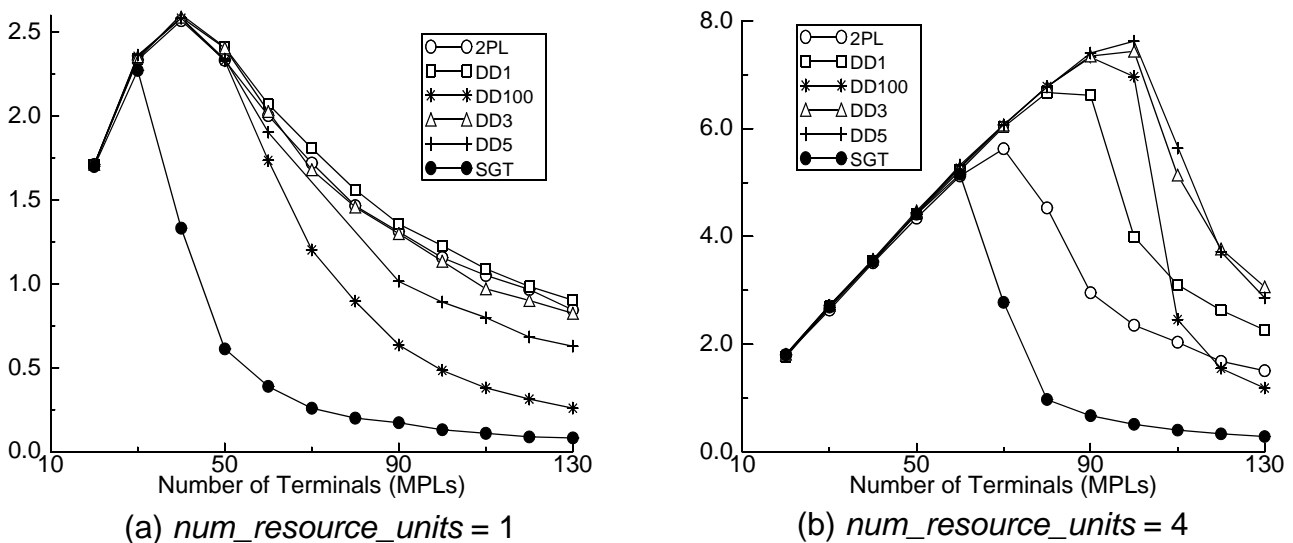 2.5
2.0
1.5
1.0
0.5
0.0
10
50
90
130
Number of Terminals (MPLs)
2PL
DD1
DD100
DD3
DD5
SGT
(a) num_resource_units = 1
8.0
6.0
4.0
2.0
0.0
10
50
90
130
Number of Terminals (MPLs)
2PL
DD1
DD100
DD3
DD5
SGT
(b) num_resource_units = 4